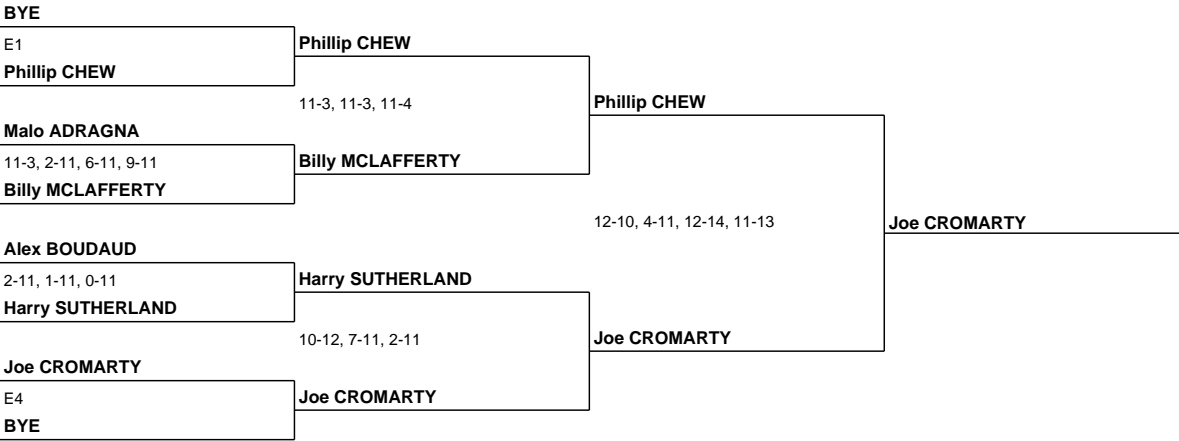 BYE
E1
Phillip CHEW
Phillip CHEW
11-3, 11-3, 11-4
Phillip CHEW
Malo ADRAGNA
11-3, 2-11, 6-11, 9-11
Billy MCLAFFERTY
Billy MCLAFFERTY
12-10, 4-11, 12-14, 11-13
Joe CROMARTY
Alex BOUDAUD
2-11, 1-11, 0-11
Harry SUTHERLAND
Harry SUTHERLAND
10-12, 7-11, 2-11
Joe CROMARTY
Joe CROMARTY
E4
Joe CROMARTY
BYE